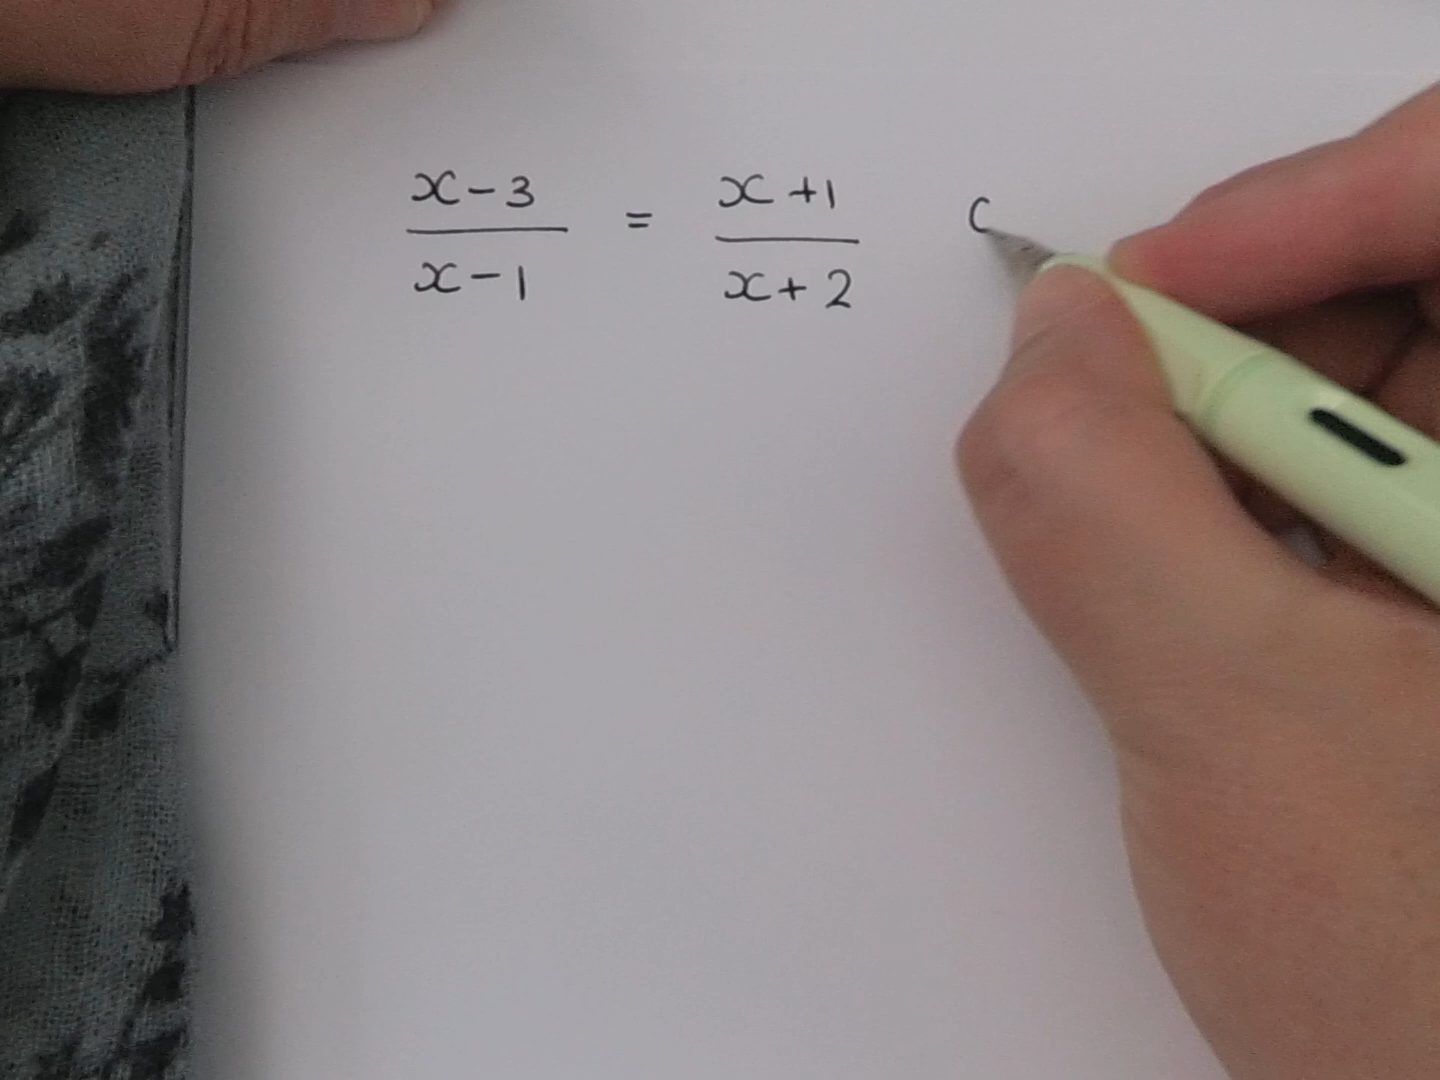 x - 3 = x + 1 C
x - 1 x + 2